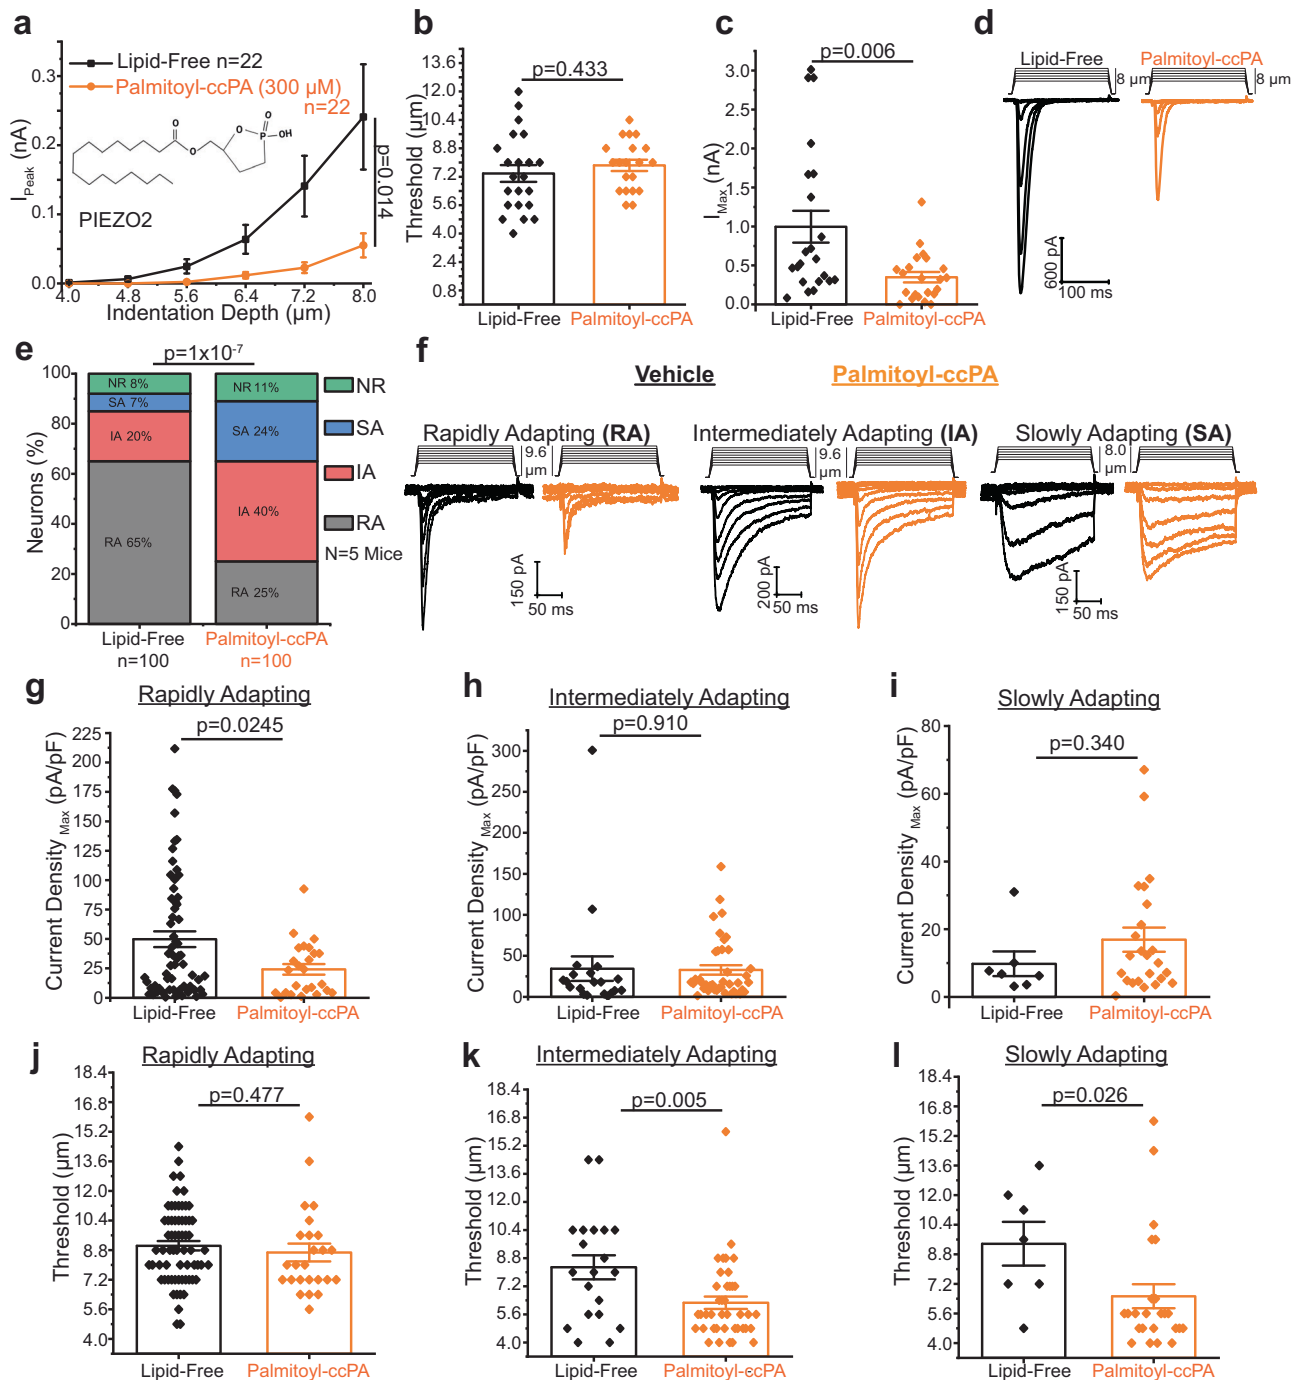 a
Lipid-Free n=22
Palmitoyl-ccPA (300 µM)
n=22
0.3
0.2
0.1
0.0
I Peak (nA)
O
O
O
O
P
OH
PIEZO2
p=0.014
4.0 4.8 5.6 6.4 7.2 8.0
Indentation Depth (µm)
b
p=0.433
13.6
12.0
10.4
8.8
7.2
5.6
4.0
2.4
0.8
Threshold (µm)
Lipid-Free Palmitoyl-ccPA
c
p=0.006
3.0
2.5
2.0
1.5
1.0
0.5
0.0
I Max (nA)
Lipid-Free Palmitoyl-ccPA
d
Lipid-Free Palmitoyl-ccPA
8 µm 8 µm
600 pA
100 ms
e
p=1x10-7
100
80
60
40
20
0
Neurons (%)
NR 8%
SA 7%
IA 20%
RA 65%
NR 11%
SA 24%
IA 40%
RA 25%
NR
SA
IA
RA
N=5 Mice
Lipid-Free Palmitoyl-ccPA
n=100 n=100
f
Vehicle Palmitoyl-ccPA
Rapidly Adapting (RA) Intermediately Adapting (IA) Slowly Adapting (SA)
9.6 µm
9.6 µm
8.0 µm
150 pA
50 ms
200 pA
50 ms
150 pA
50 ms
g
Rapidly Adapting
p=0.0245
225
200
175
150
125
100
75
50
25
0
Current Density Max (pA/pF)
Lipid-Free Palmitoyl-ccPA
h
Intermediately Adapting
p=0.910
300
250
200
150
100
50
0
Current Density Max (pA/pF)
Lipid-Free Palmitoyl-ccPA
i
Slowly Adapting
p=0.340
80
60
40
20
0
Current Density Max (pA/pF)
Lipid-Free Palmitoyl-ccPA
j
Rapidly Adapting
p=0.477
18.4
16.8
15.2
13.6
12.0
10.4
8.8
7.2
5.6
4.0
Threshold (µm)
Lipid-Free Palmitoyl-ccPA
k
Intermediately Adapting
p=0.005
18.4
16.8
15.2
13.6
12.0
10.4
8.8
7.2
5.6
4.0
Threshold (µm)
Lipid-Free Palmitoyl-ccPA
l
Slowly Adapting
p=0.026
18.4
16.8
15.2
13.6
12.0
10.4
8.8
7.2
5.6
4.0
Threshold (µm)
Lipid-Free Palmitoyl-ccPA